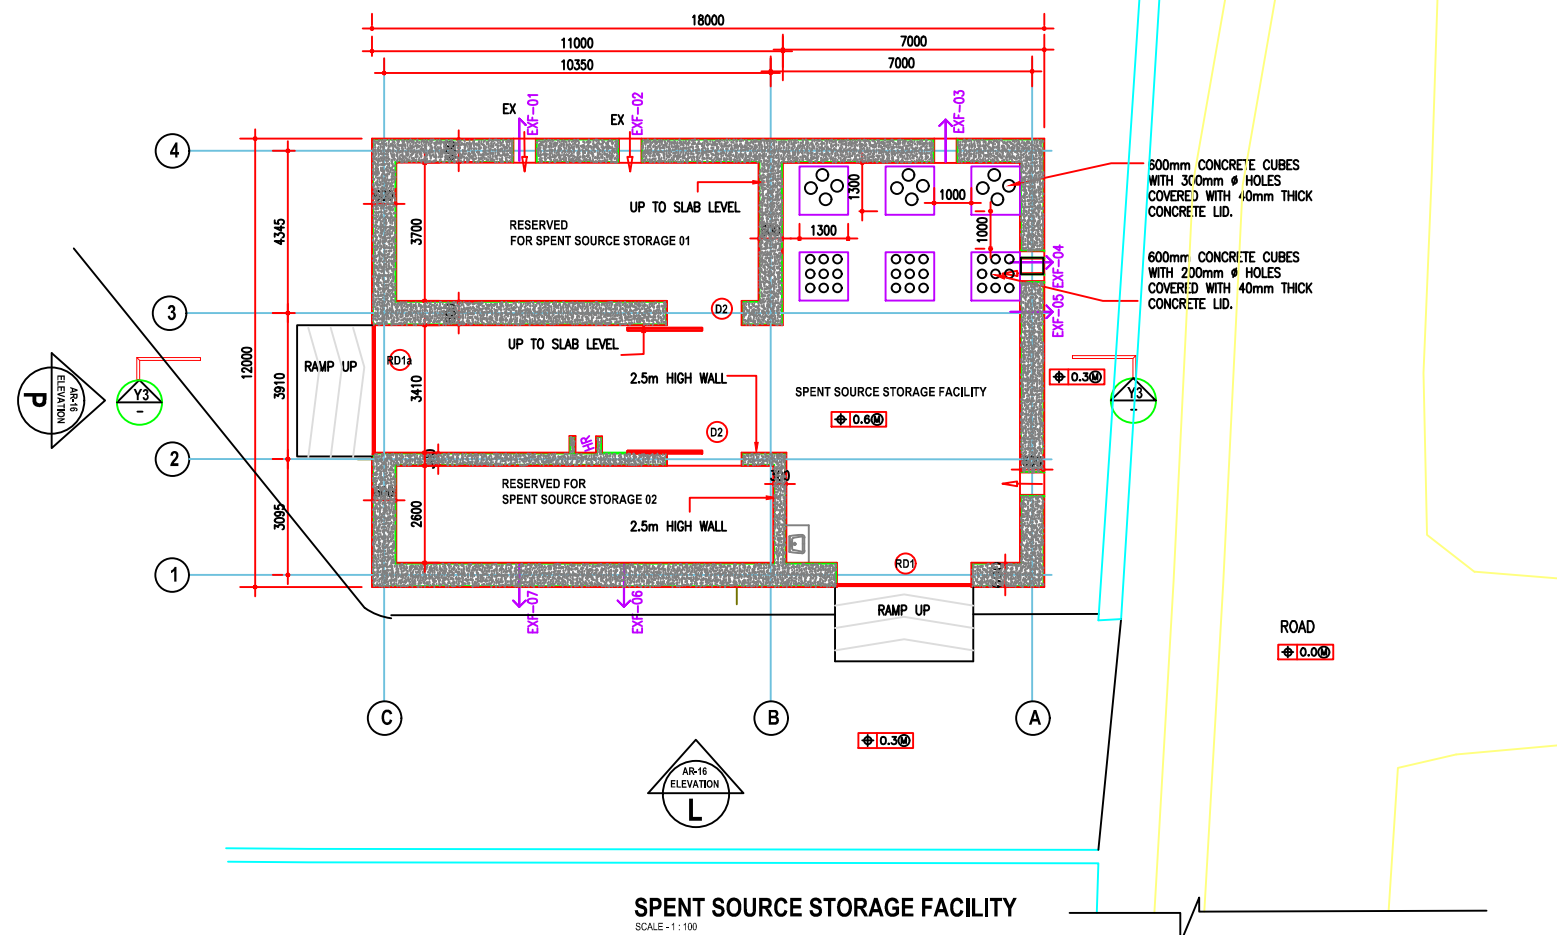 18000
11000
7000
10350
7000
EX
EXF-01
EX
EXF-02
EXF-03
4
600mm CONCRETE CUBES
WITH 300mm ø HOLES
COVERED WITH 40mm THICK
CONCRETE LID.
1300
1000
UP TO SLAB LEVEL
RESERVED
FOR SPENT SOURCE STORAGE 01
4345
3700
1300
1000
EXF-04
600mm CONCRETE CUBES
WITH 200mm ø HOLES
COVERED WITH 40mm THICK
CONCRETE LID.
EXF-05
3
D2
UP TO SLAB LEVEL
RAMP UP
RD1a
12000
3910
3410
2.5m HIGH WALL
SPENT SOURCE STORAGE FACILITY
0.3M
0.6M
AR-16
ELEVATION
P
Y3
-
Y3
-
D2
HR
2
RESERVED FOR
SPENT SOURCE STORAGE 02
3095
2600
2.5m HIGH WALL
RD1
1
RAMP UP
EXF-07
EXF-06
ROAD
0.0M
C
B
A
0.3M
AR-16
ELEVATION
L
SPENT SOURCE STORAGE FACILITY
SCALE - 1 : 100